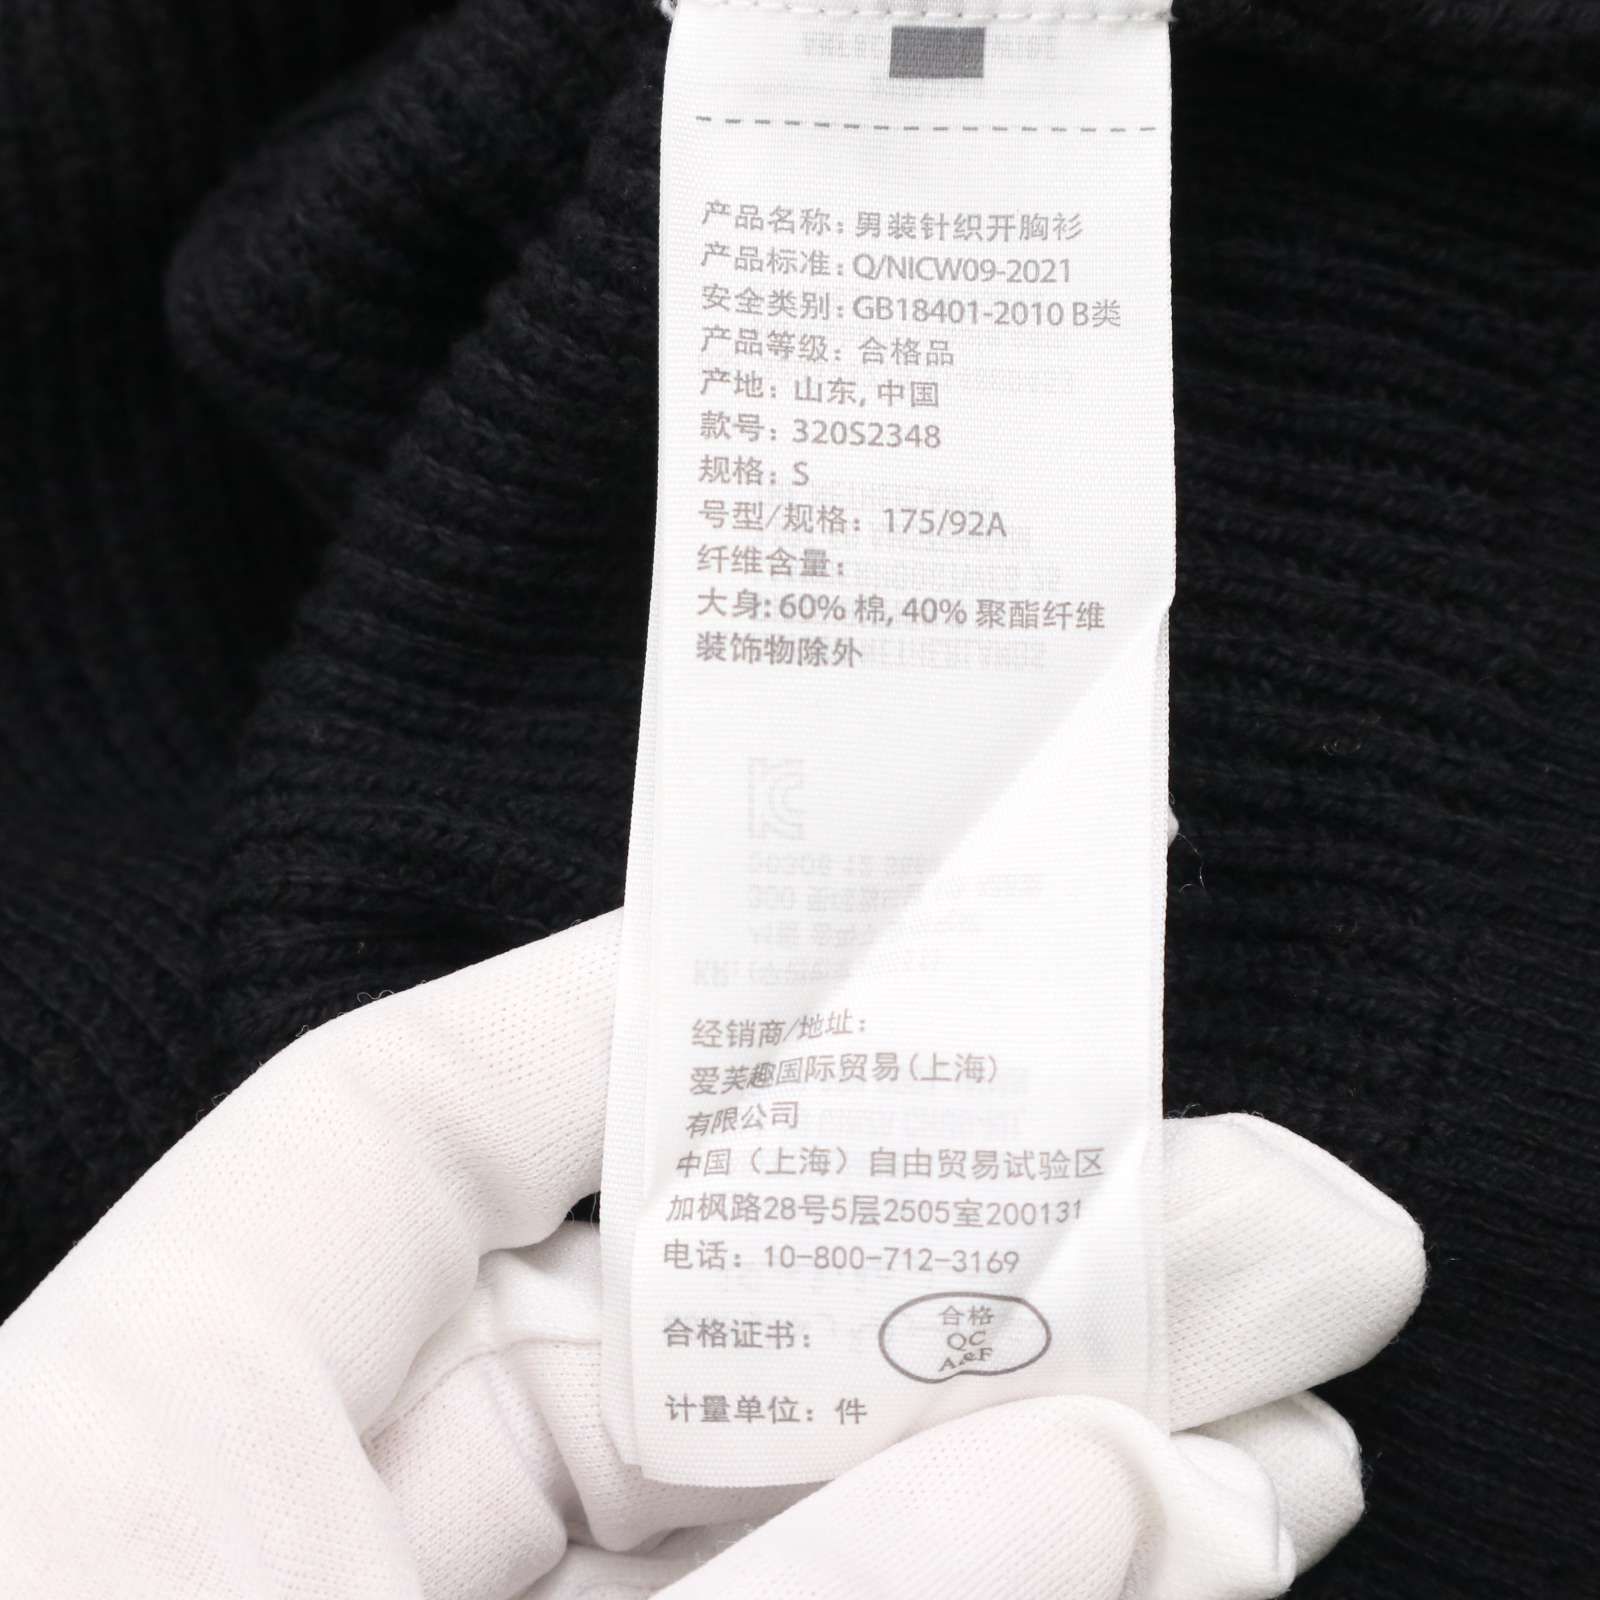 产品名称: 男装针织开胸衫
产品标准: Q/NICW09-2021
安全类别: GB18401-2010 B类
产品等级: 合格品
产地: 山东, 中国
款号: 320S2348
规格: S
号型/规格: 175/92A
纤维含量:
大身: 60% 棉, 40% 聚酯纤维
装饰物除外
经销商/地址:
爱芙趣国际贸易(上海)
有限公司
中国（上海）自由贸易试验区
加枫路28号5层2505室200131
电话: 10-800-712-3169
合格证书:
合格
QC
A&F
计量单位: 件